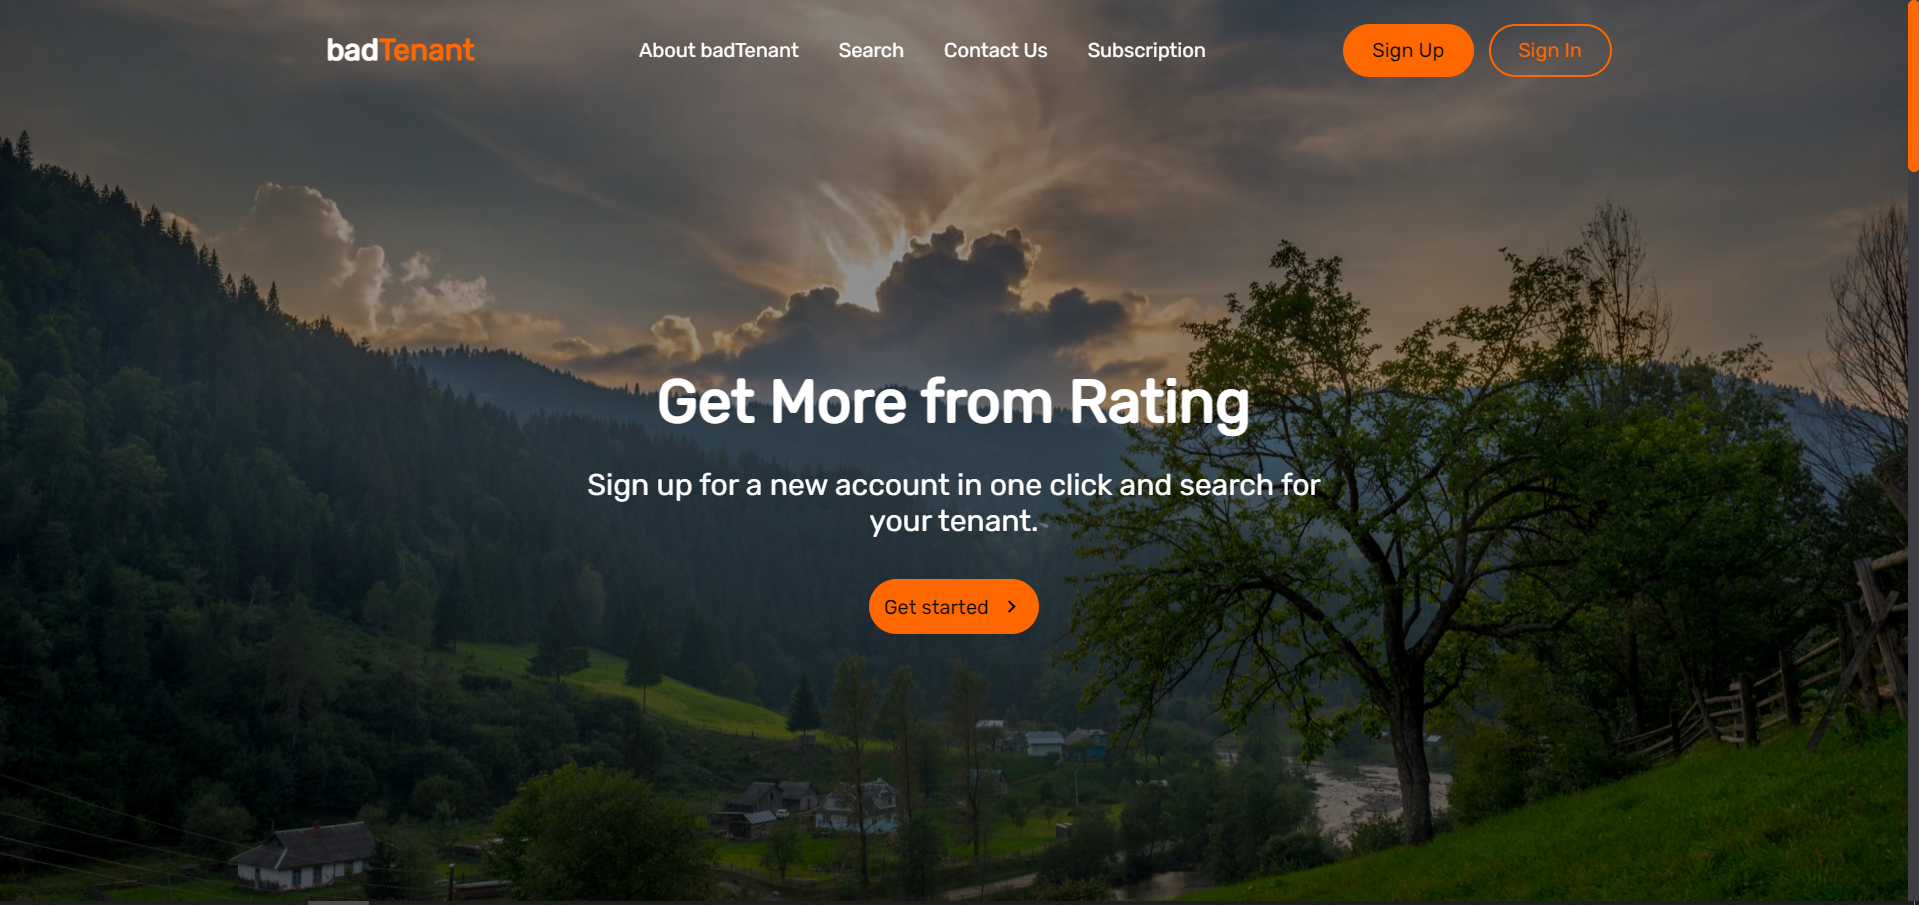 badTenant
About badTenant
Search
Contact Us
Subscription
Sign Up
Sign In
Get More from Rating
Sign up for a new account in one click and search for
your tenant.
Get started